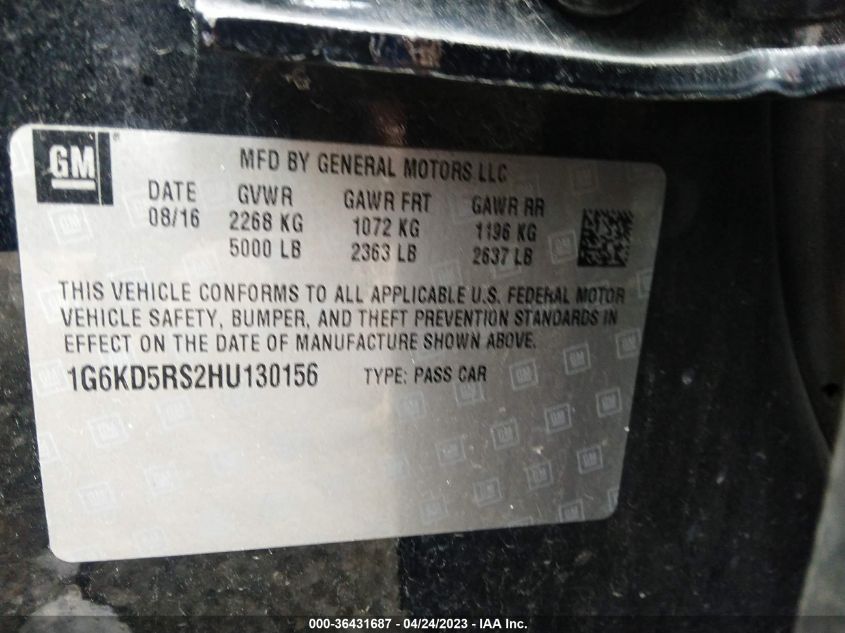 GM
MFD BY GENERAL MOTORS LLC
DATE GVWR GAWR FRT GAWR RR
08/16 2268 KG 1072 KG 1196 KG
5000 LB 2363 LB 2637 LB
THIS VEHICLE CONFORMS TO ALL APPLICABLE U.S. FEDERAL MOTOR
VEHICLE SAFETY, BUMPER, AND THEFT PREVENTION STANDARDS IN
EFFECT ON THE DATE OF MANUFACTURE SHOWN ABOVE.
1G6KD5RS2HU130156 TYPE: PASS CAR
000-36431687 - 04/24/2023 - IAA Inc.